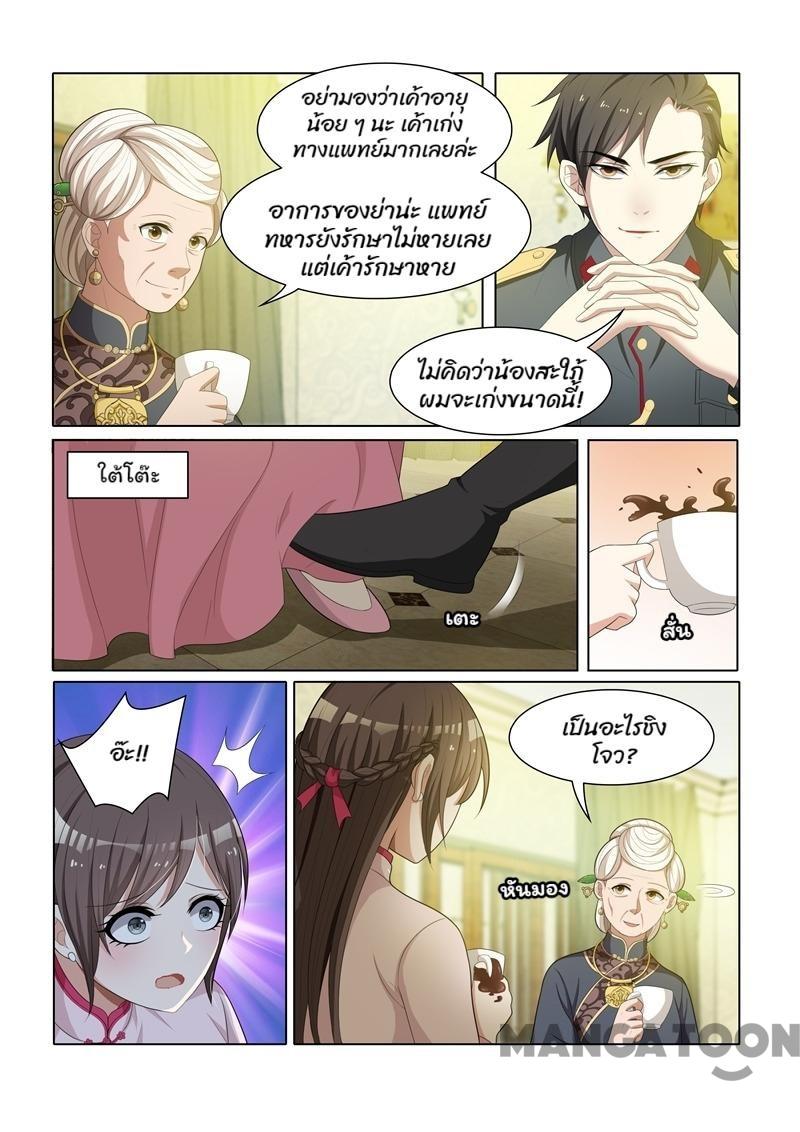 อย่ามองว่าเค้าอายุ
น้อย ๆ นะ เค้าเก่ง
ทางแพทย์มากเลยล่ะ
อาการของย่าน่ะ แพทย์
ทหารยังรักษาไม่หายเลย
แต่เค้ารักษาหาย
ไม่คิดว่าน้องสะใภ้
ผมจะเก่งขนาดนี้!
ใต้โต๊ะ
เตะ
สั่น
อ๊ะ!!
เป็นอะไรชิง
โจว?
หันมอง
MANGATOON